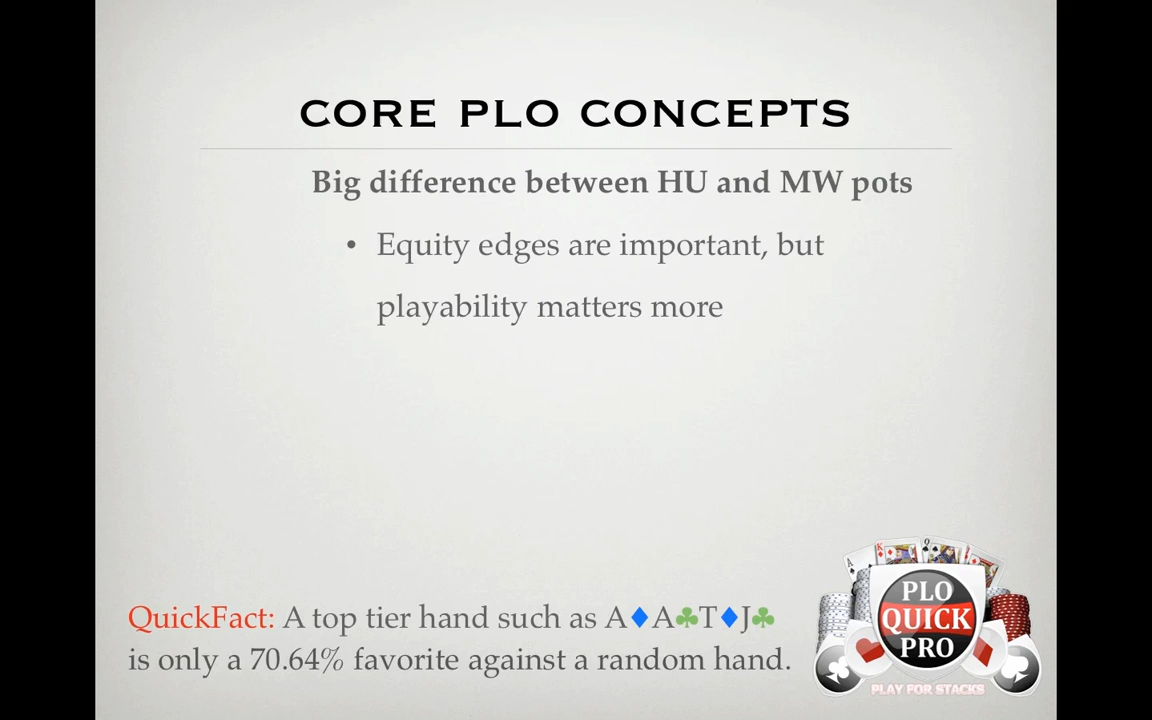 CORE PLO CONCEPTS
Big difference between HU and MW pots
• Equity edges are important, but
playability matters more
QuickFact: A top tier hand such as A♦A♣T♦J♣
is only a 70.64% favorite against a random hand.
PLO
QUICK
PRO
PLAY FOR STACKS